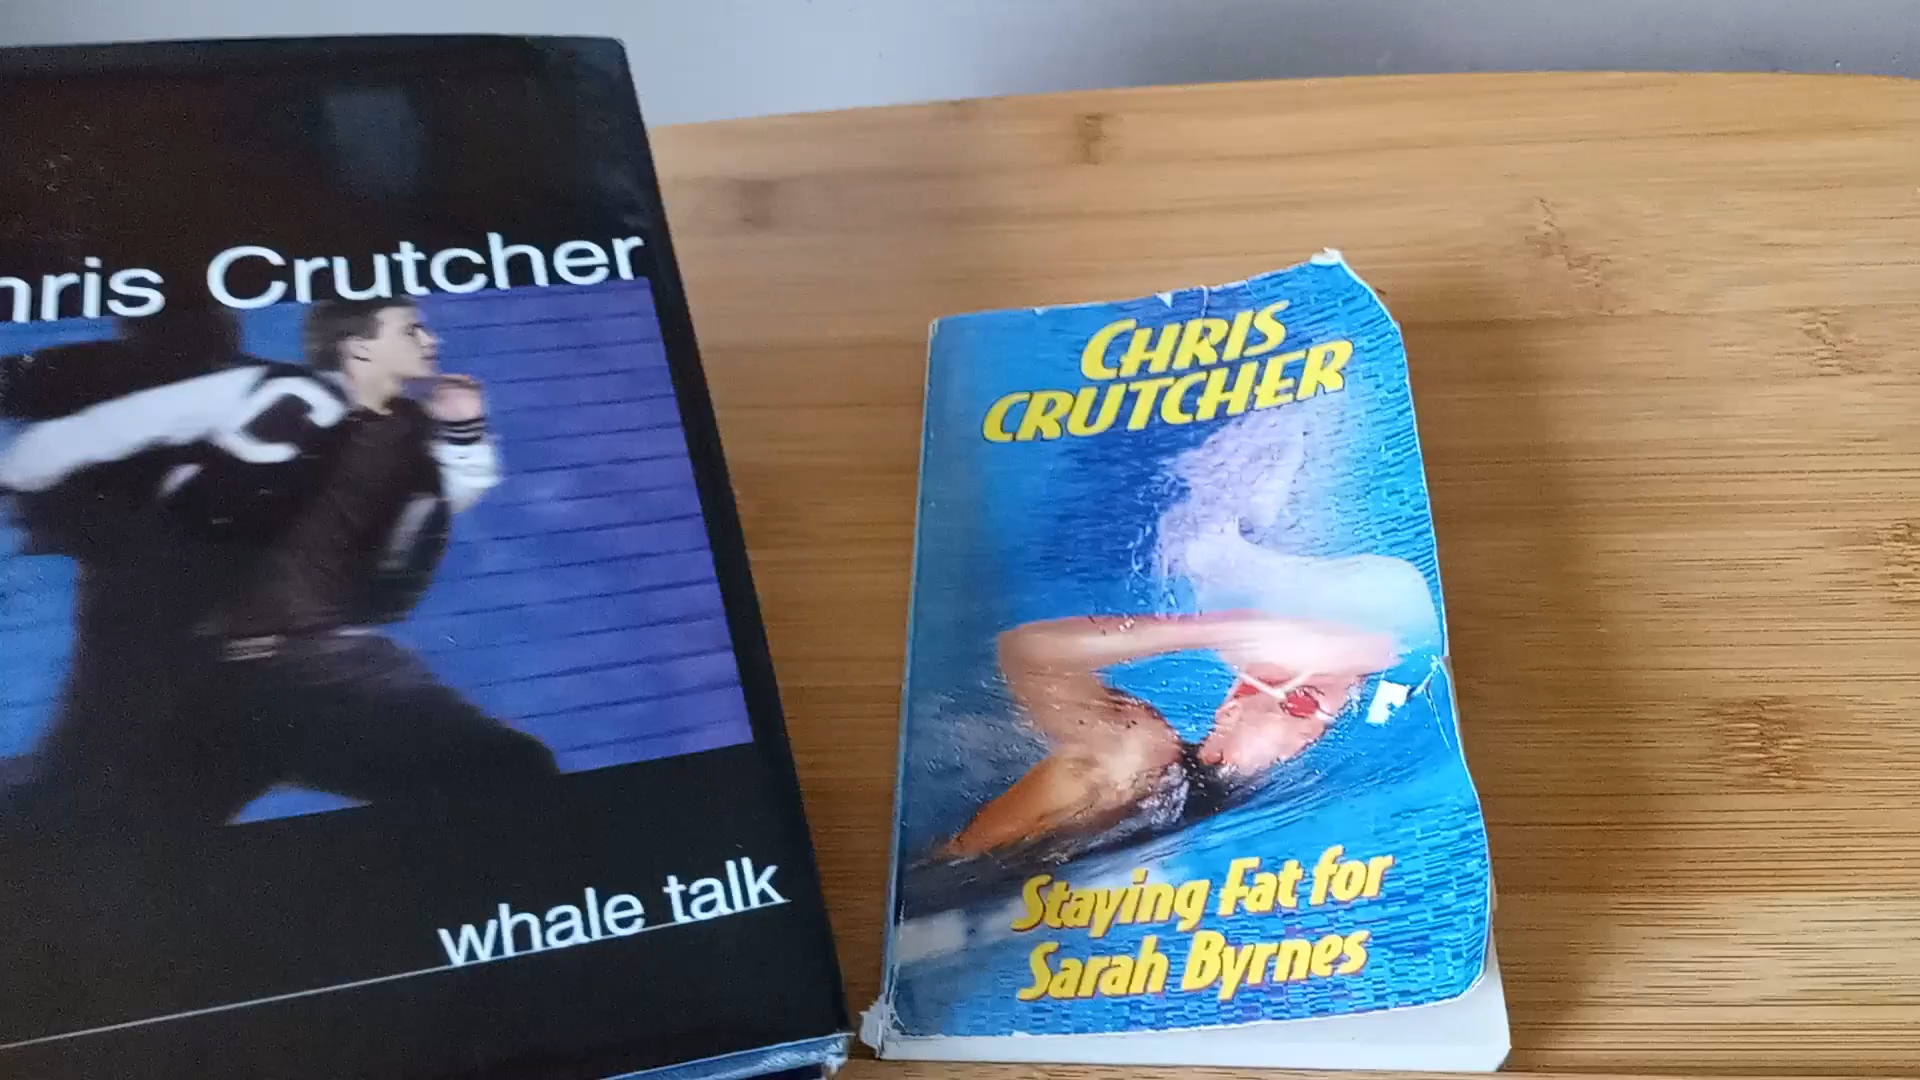 hris Crutcher
whale talk
CHRIS
CRUTCHER
Staying Fat for
Sarah Byrnes